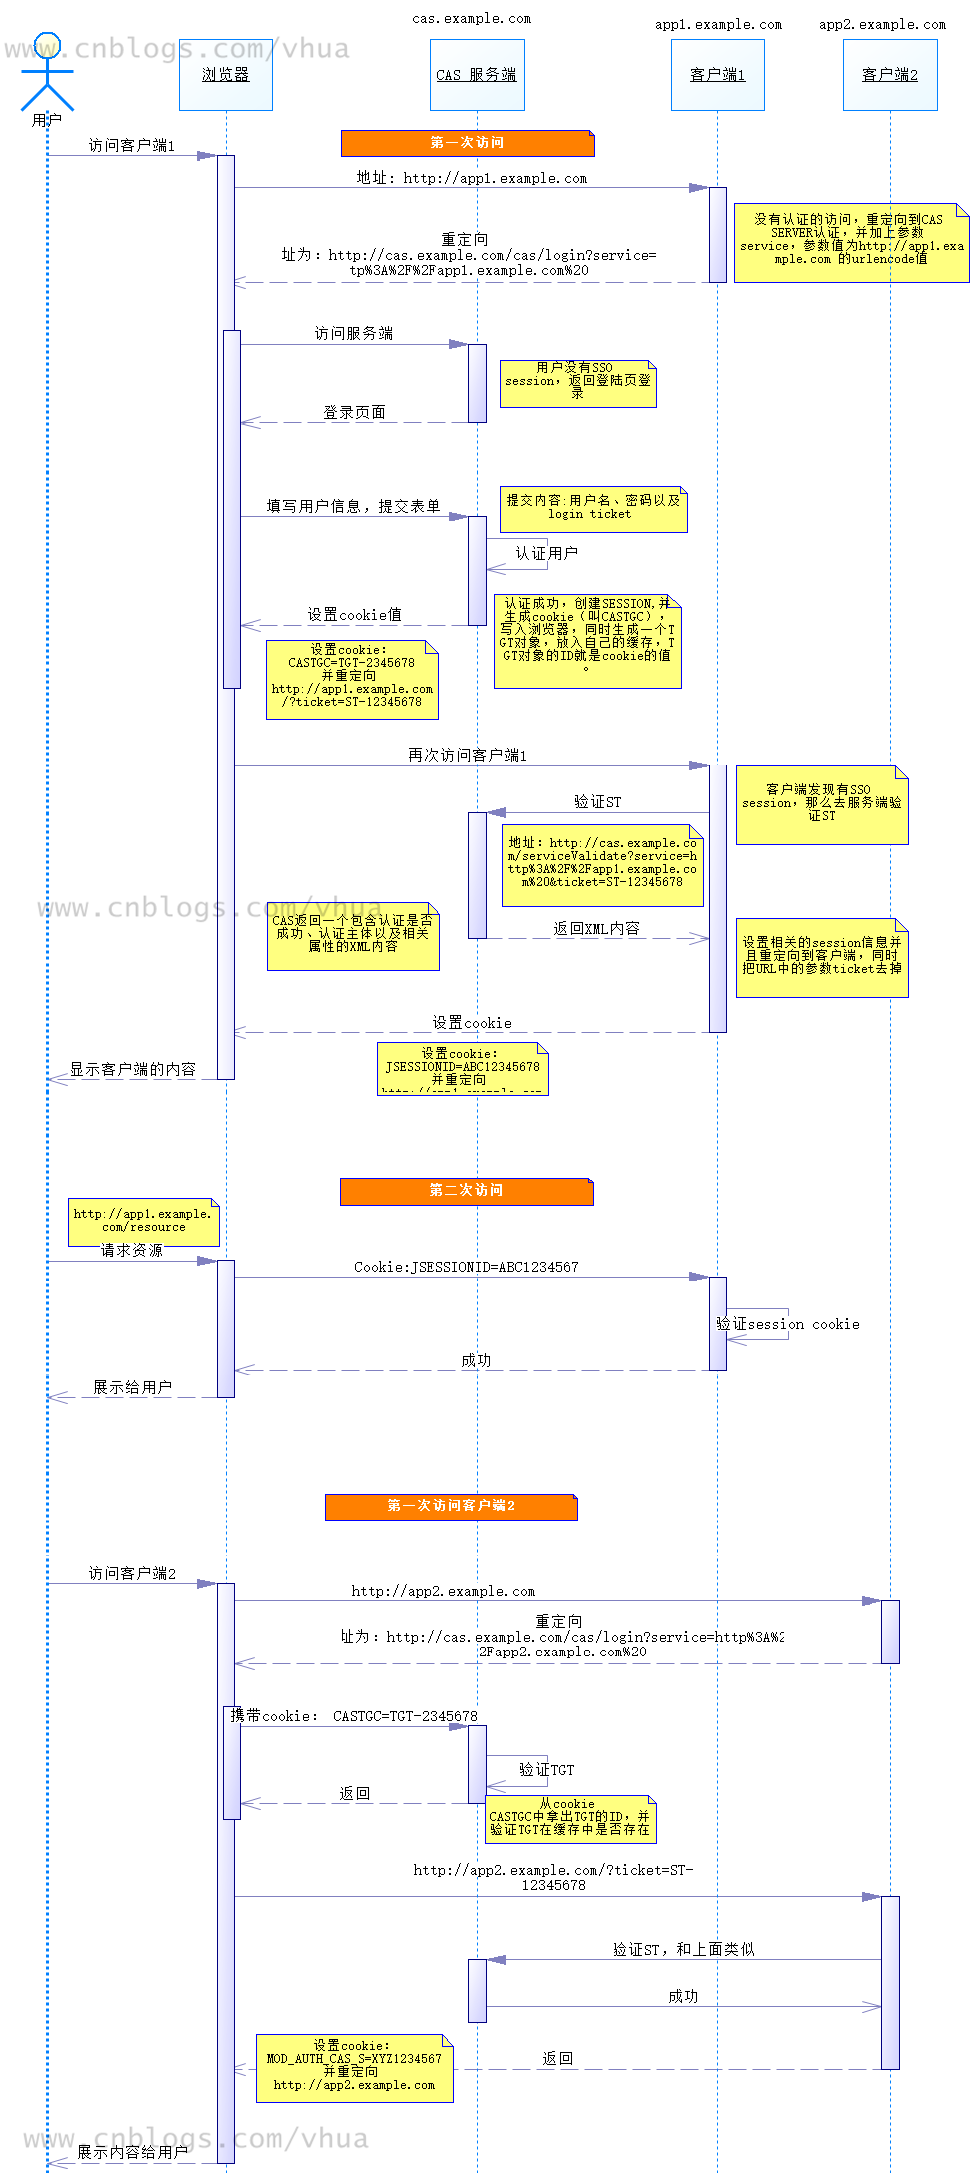 cas.example.com
app1.example.com
app2.example.com
www.cnblogs.com/vhua
浏览器
CAS 服务端
客户端1
客户端2
用户
访问客户端1
第一次访问
地址: http://app1.example.com
没有认证的访问，重定向到CAS
SERVER认证，并加上参数
service，参数值为http://app1.exa
mple.com 的urlencode值
重定向
址为：http://cas.example.com/cas/login?service=
tp%3A%2F%2Fapp1.example.com%20
访问服务端
用户没有SSO
session，返回登陆页登
录
登录页面
填写用户信息，提交表单
提交内容:用户名、密码以及
login ticket
认证用户
设置cookie值
认证成功，创建SESSION,并
生成cookie（叫CASTGC），
写入浏览器，同时生成一个T
GT对象，放入自己的缓存，T
GT对象的ID就是cookie的值
。
设置cookie:
CASTGC=TGT-2345678
并重定向
http://app1.example.com
/?ticket=ST-12345678
再次访问客户端1
客户端发现有SSO
session，那么去服务端验
证ST
验证ST
地址：http://cas.example.co
m/serviceValidate?service=h
ttp%3A%2F%2Fapp1.example.co
m%20&ticket=ST-12345678
www.cnblogs.com/vhua
CAS返回一个包含认证是否
成功、认证主体以及相关
属性的XML内容
返回XML内容
设置相关的session信息并
且重定向到客户端，同时
把URL中的参数ticket去掉
设置cookie
设置cookie:
JSESSIONID=ABC12345678
并重定向
显示客户端的内容
第二次访问
http://app1.example.
com/resource
请求资源
Cookie:JSESSIONID=ABC1234567
验证session cookie
成功
展示给用户
第一次访问客户端2
访问客户端2
http://app2.example.com
重定向
址为：http://cas.example.com/cas/login?service=http%3A%2
2Fapp2.example.com%20
携带cookie： CASTGC=TGT-2345678
验证TGT
返回
从cookie
CASTGC中拿出TGT的ID，并
验证TGT在缓存中是否存在
http://app2.example.com/?ticket=ST-
12345678
验证ST，和上面类似
成功
设置cookie:
MOD_AUTH_CAS_S=XYZ1234567
并重定向
http://app2.example.com
返回
www.cnblogs.com/vhua
展示内容给用户